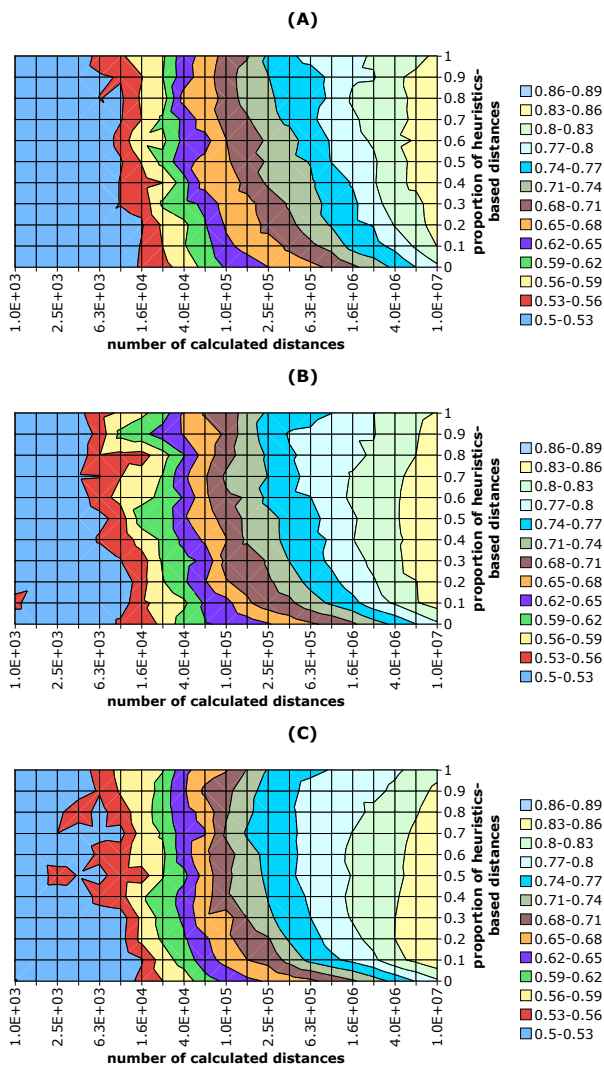 (A)
1
0.9
0.8
0.7
0.6
0.5
0.4
0.3
0.2
0.1
0
proportion of heuristics-
based distances
0.86-0.89
0.83-0.86
0.8-0.83
0.77-0.8
0.74-0.77
0.71-0.74
0.68-0.71
0.65-0.68
0.62-0.65
0.59-0.62
0.56-0.59
0.53-0.56
0.5-0.53
1.0E+03
2.5E+03
6.3E+03
1.6E+04
4.0E+04
1.0E+05
2.5E+05
6.3E+05
1.6E+06
4.0E+06
1.0E+07
number of calculated distances
(B)
1
0.9
0.8
0.7
0.6
0.5
0.4
0.3
0.2
0.1
0
proportion of heuristics-
based distances
0.86-0.89
0.83-0.86
0.8-0.83
0.77-0.8
0.74-0.77
0.71-0.74
0.68-0.71
0.65-0.68
0.62-0.65
0.59-0.62
0.56-0.59
0.53-0.56
0.5-0.53
1.0E+03
2.5E+03
6.3E+03
1.6E+04
4.0E+04
1.0E+05
2.5E+05
6.3E+05
1.6E+06
4.0E+06
1.0E+07
number of calculated distances
(C)
1
0.9
0.8
0.7
0.6
0.5
0.4
0.3
0.2
0.1
0
proportion of heuristics-
based distances
0.86-0.89
0.83-0.86
0.8-0.83
0.77-0.8
0.74-0.77
0.71-0.74
0.68-0.71
0.65-0.68
0.62-0.65
0.59-0.62
0.56-0.59
0.53-0.56
0.5-0.53
1.0E+03
2.5E+03
6.3E+03
1.6E+04
4.0E+04
1.0E+05
2.5E+05
6.3E+05
1.6E+06
4.0E+06
1.0E+07
number of calculated distances